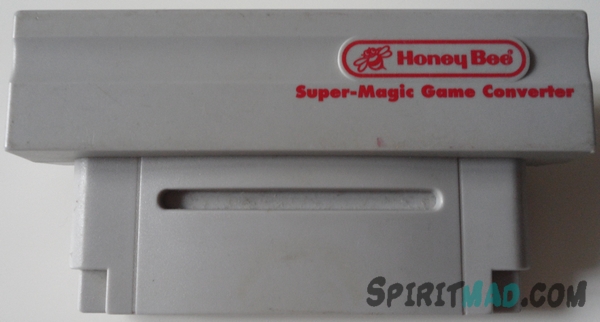 Honey Bee®
Super-Magic Game Converter
SPIRITMAD.COM